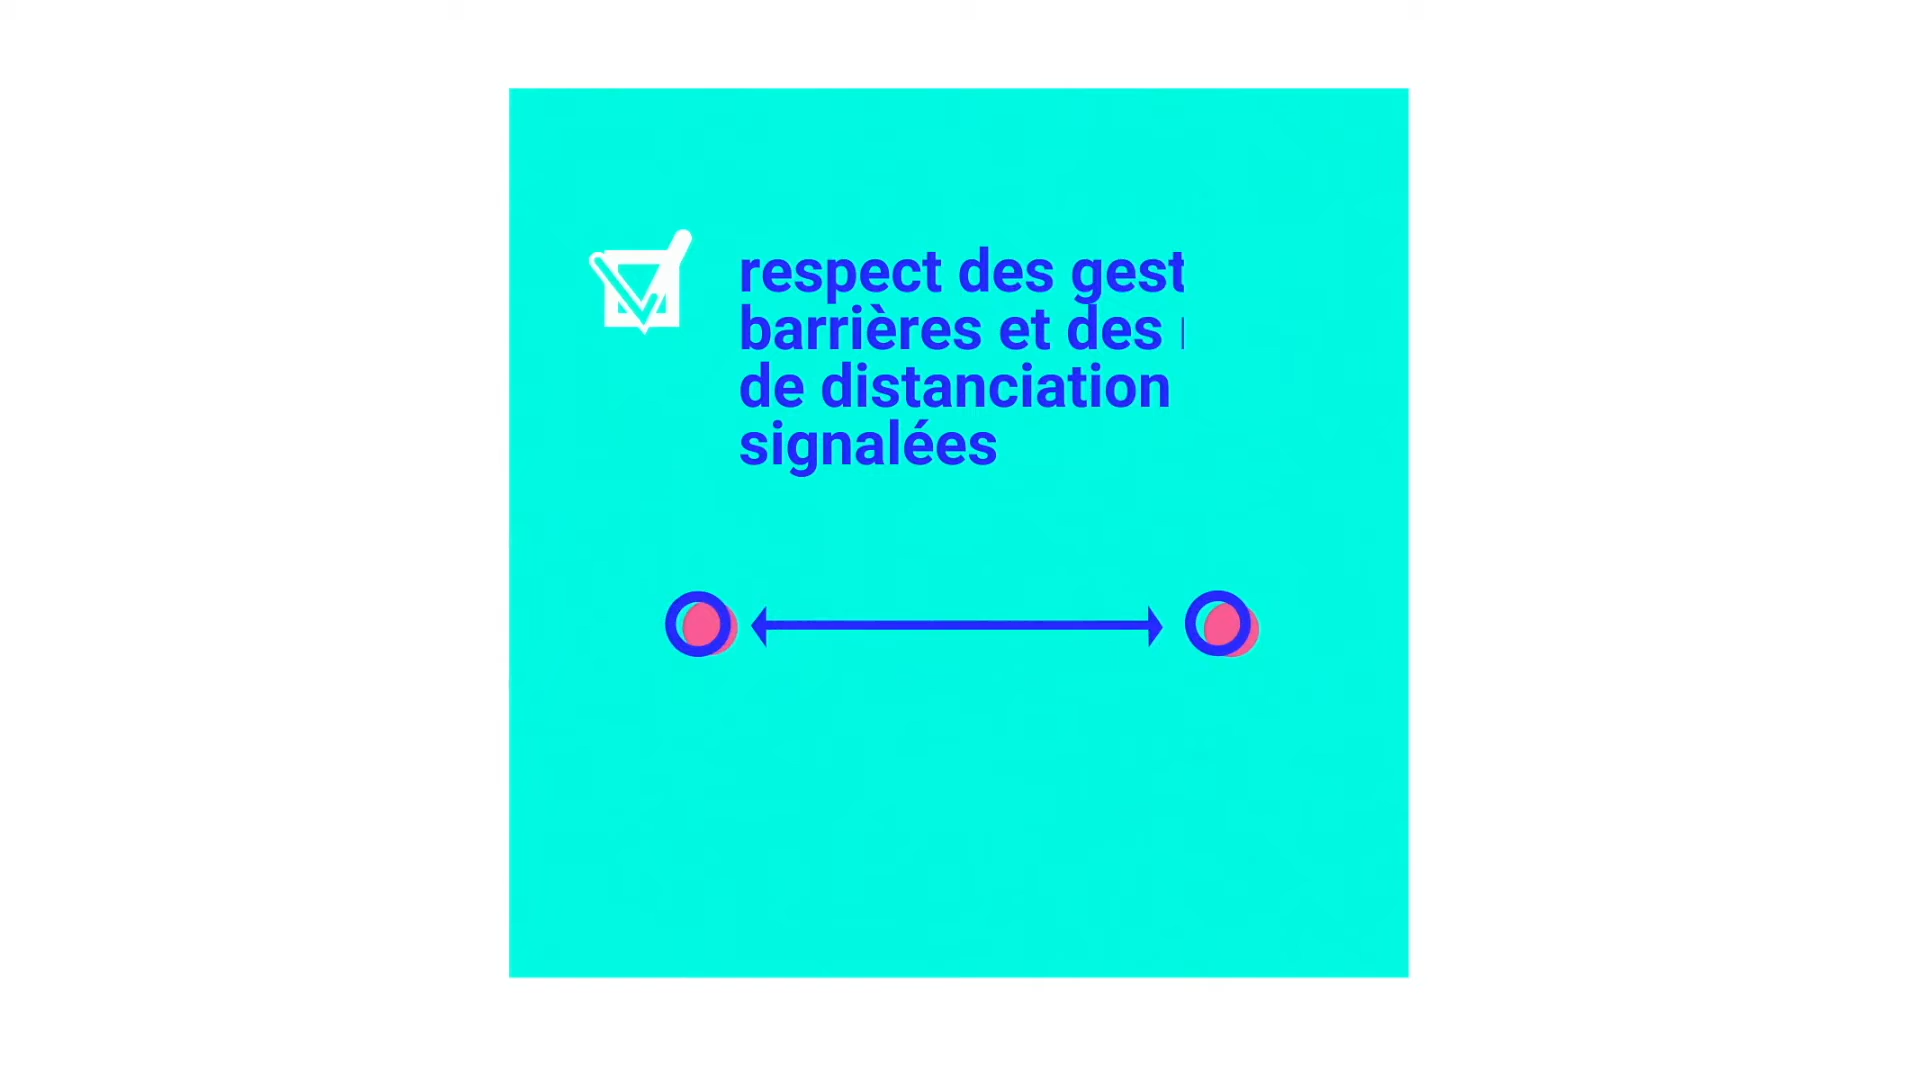 respect des gest
barrières et des
de distanciation
signalées